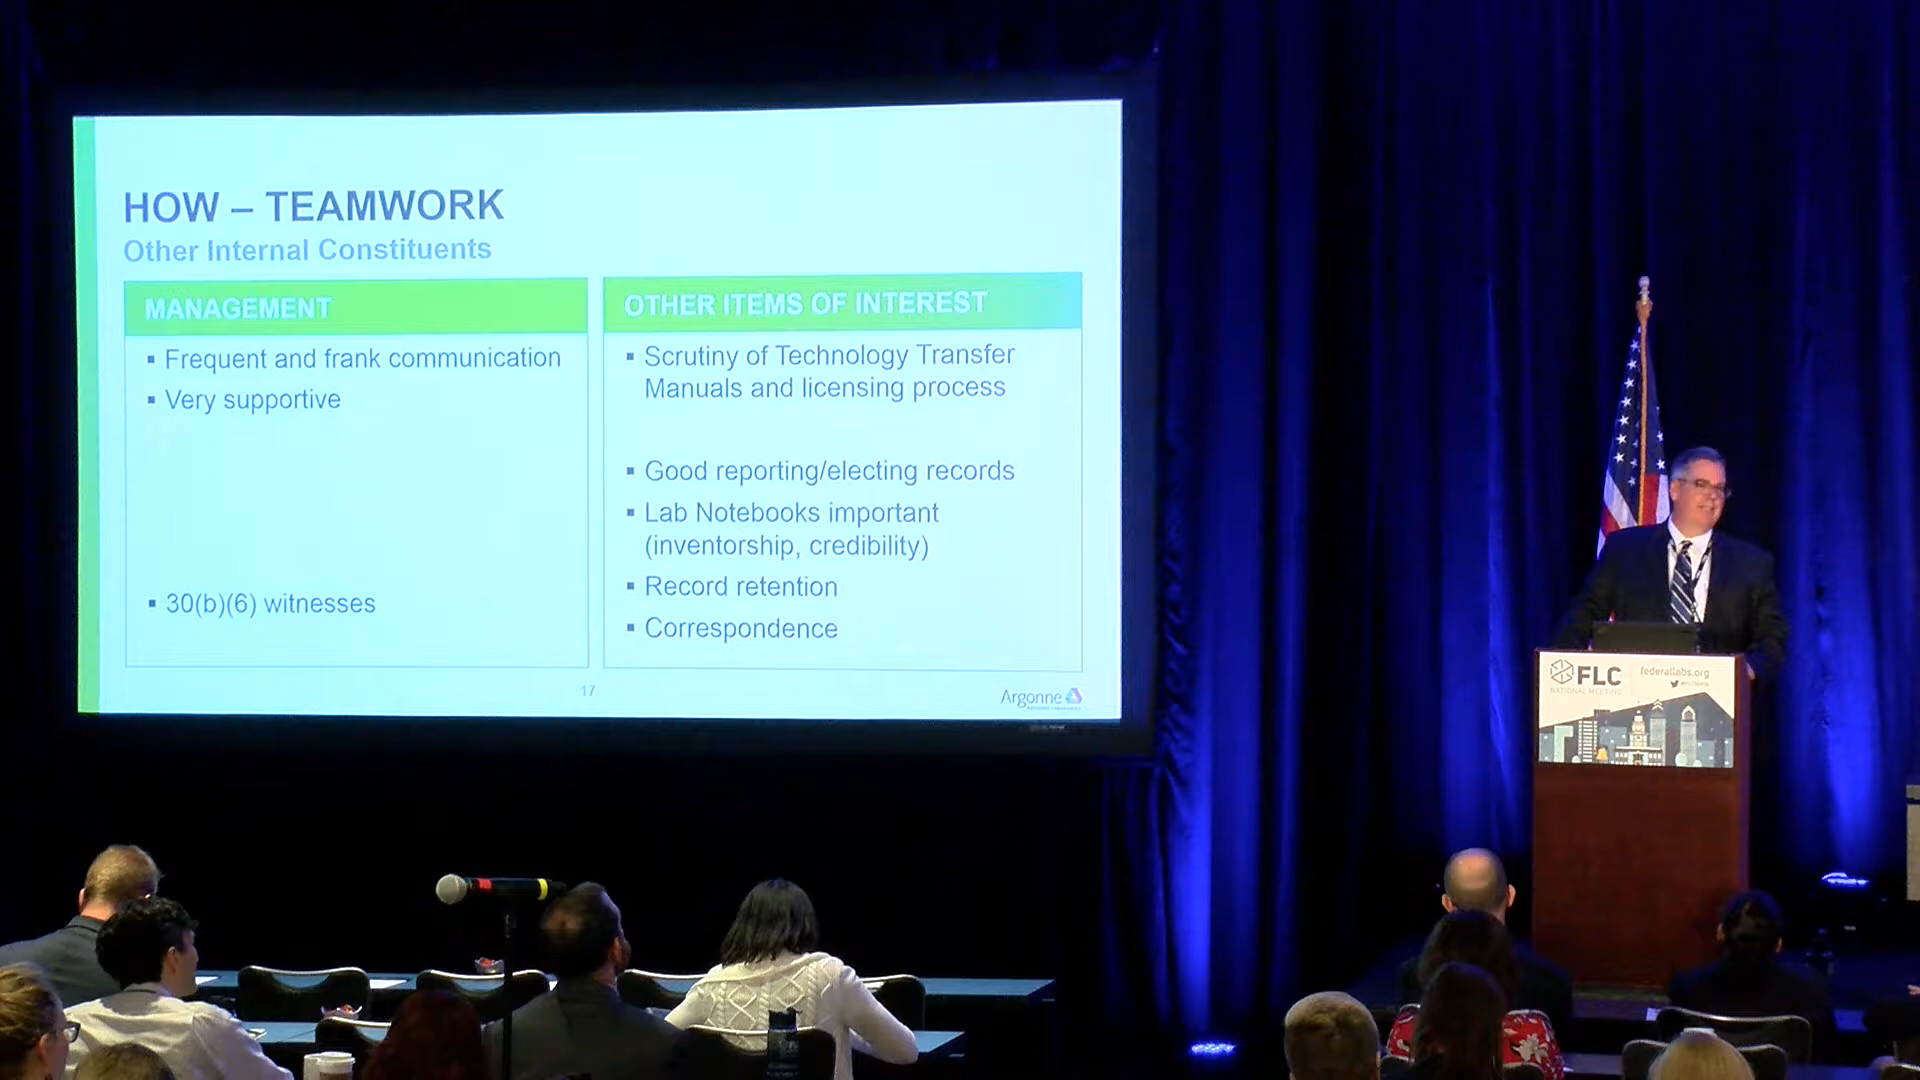 HOW – TEAMWORK
Other Internal Constituents
MANAGEMENT
▪ Frequent and frank communication
▪ Very supportive
▪ 30(b)(6) witnesses
OTHER ITEMS OF INTEREST
▪ Scrutiny of Technology Transfer
Manuals and licensing process
▪ Good reporting/electing records
▪ Lab Notebooks important
(inventorship, credibility)
▪ Record retention
▪ Correspondence
17
Argonne
FLC
NATIONAL MEETING
federallabs.org